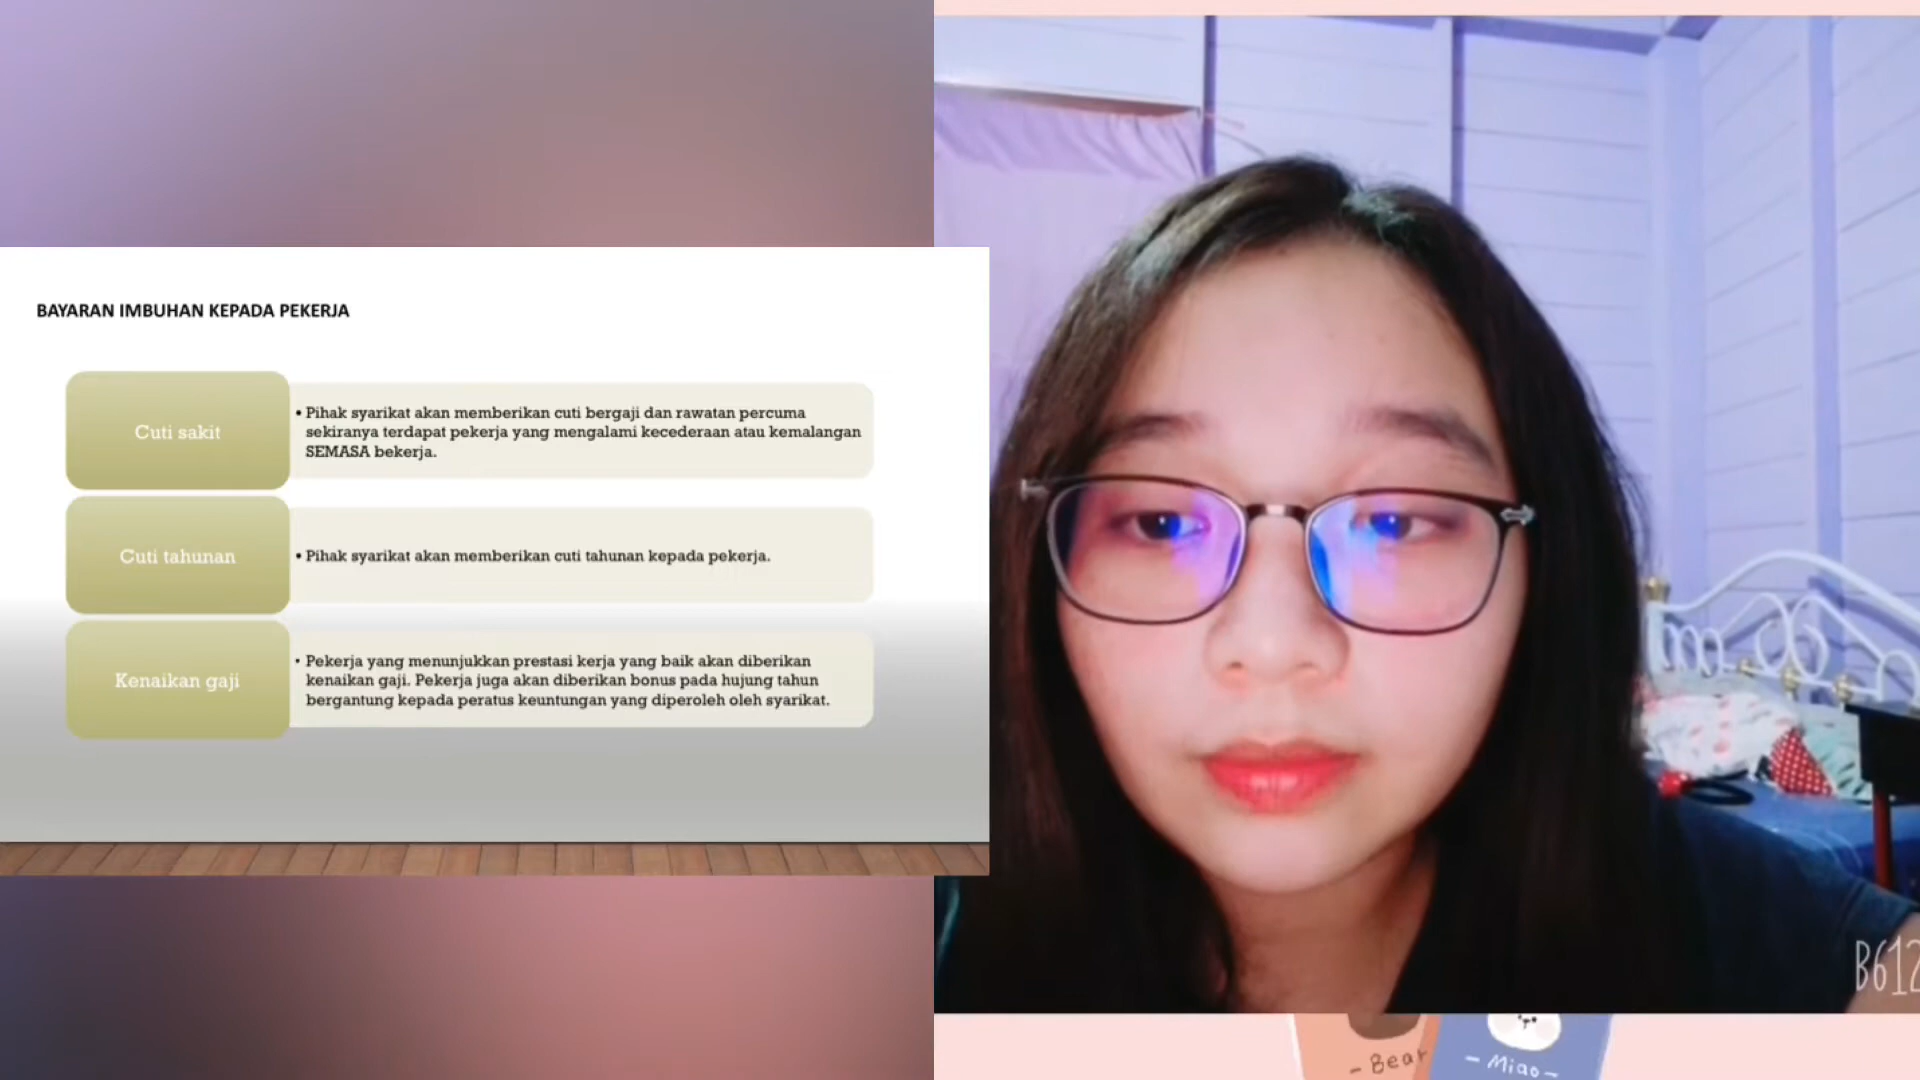 BAYARAN IMBUHAN KEPADA PEKERJA
Cuti sakit
• Pihak syarikat akan memberikan cuti bergaji dan rawatan percuma
sekiranya terdapat pekerja yang mengalami kecederaan atau kemalangan
SEMASA bekerja.
Cuti tahunan
• Pihak syarikat akan memberikan cuti tahunan kepada pekerja.
Kenaikan gaji
• Pekerja yang menunjukkan prestasi kerja yang baik akan diberikan
kenaikan gaji. Pekerja juga akan diberikan bonus pada hujung tahun
bergantung kepada peratus keuntungan yang diperoleh oleh syarikat.
B612
- Bear
- Miao -